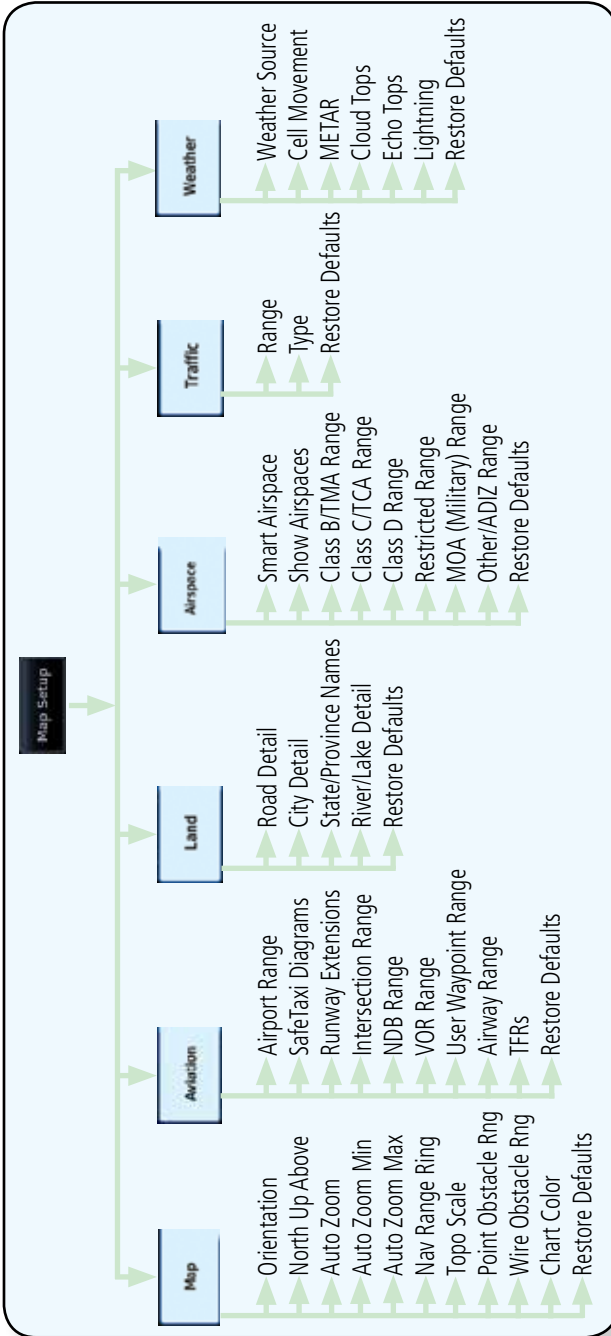 Map Setup
Map
Orientation
North Up Above
Auto Zoom
Auto Zoom Min
Auto Zoom Max
Nav Range Ring
Topo Scale
Point Obstacle Rng
Wire Obstacle Rng
Chart Color
Restore Defaults
Aviation
Airport Range
SafeTaxi Diagrams
Runway Extensions
Intersection Range
NDB Range
VOR Range
User Waypoint Range
Airway Range
TFRs
Restore Defaults
Land
Road Detail
City Detail
State/Province Names
River/Lake Detail
Restore Defaults
Airspace
Smart Airspace
Show Airspaces
Class B/TMA Range
Class C/TCA Range
Class D Range
Restricted Range
MOA (Military) Range
Other/ADIZ Range
Restore Defaults
Traffic
Range
Type
Restore Defaults
Weather
Weather Source
Cell Movement
METAR
Cloud Tops
Echo Tops
Lightning
Restore Defaults